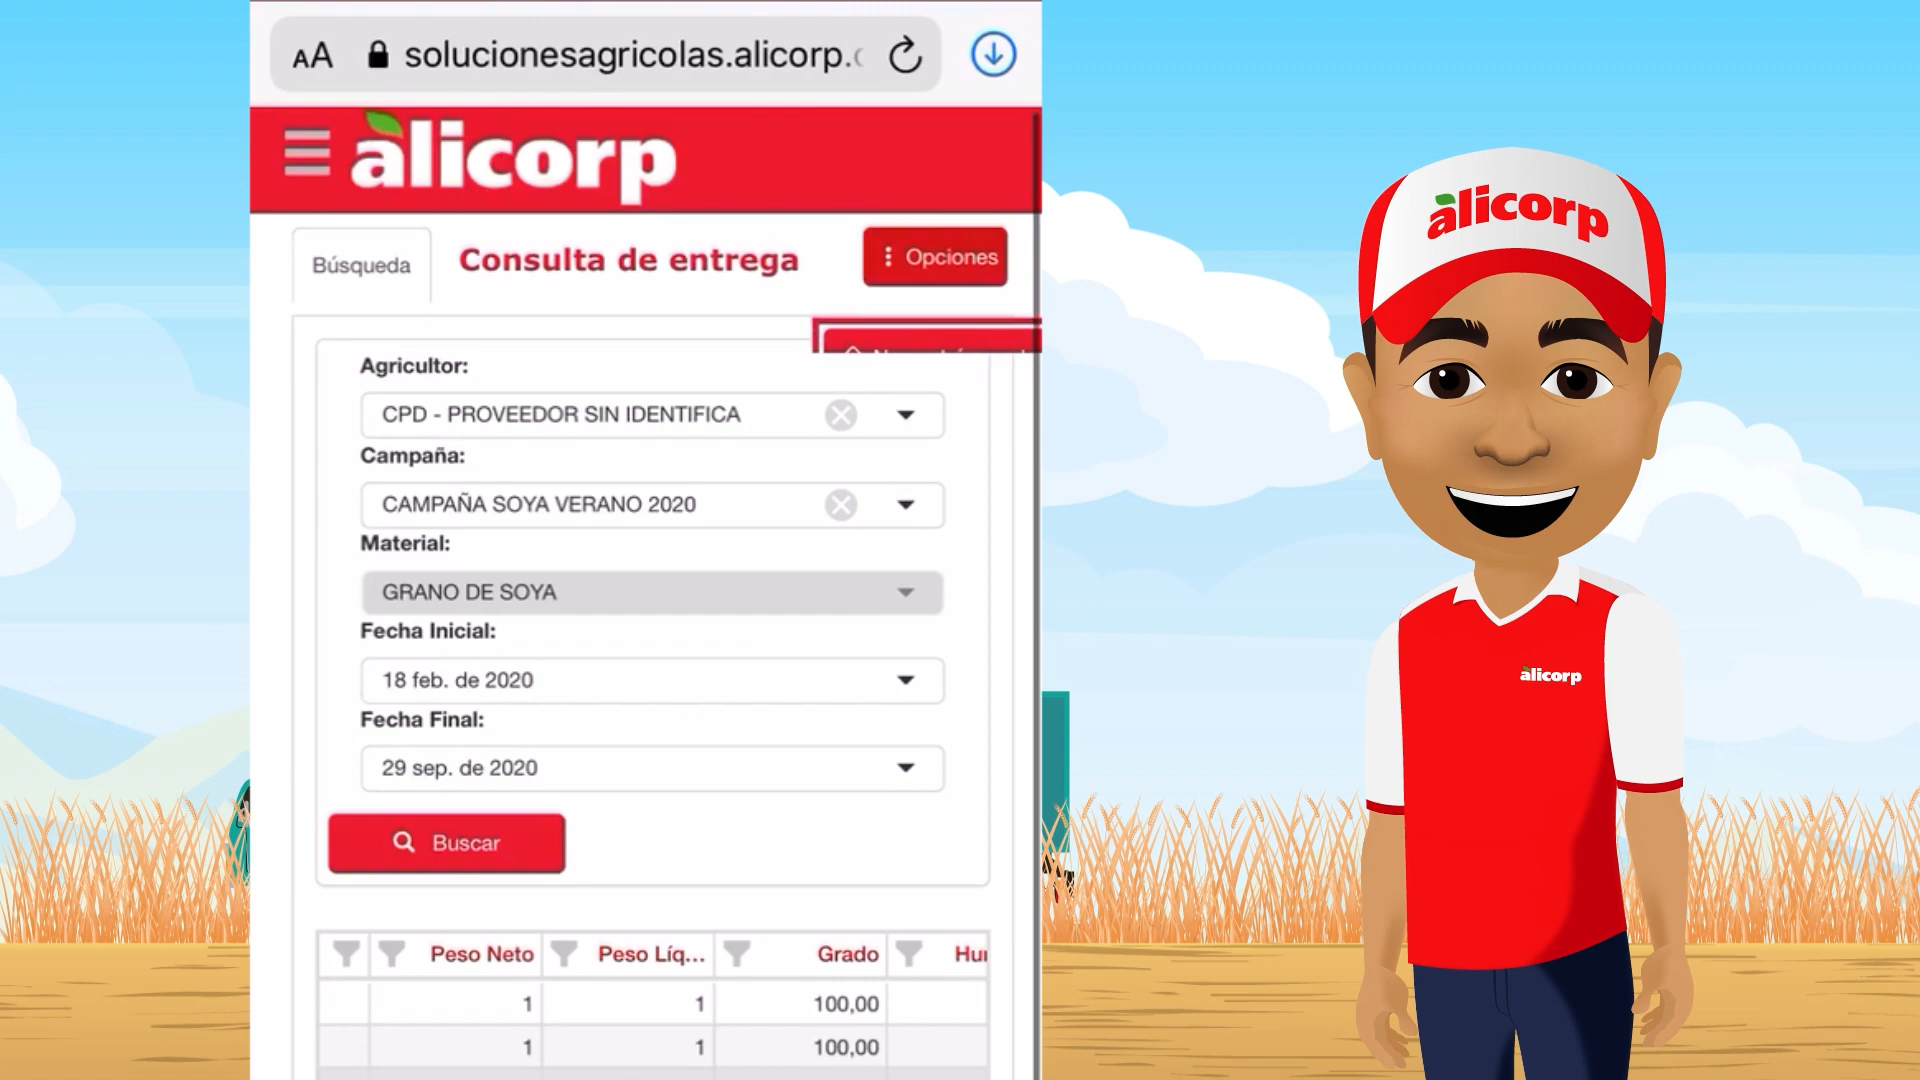 AA solucionesagricolas.alicorp.
alicorp
Búsqueda
Consulta de entrega
Opciones
Agricultor:
CPD - PROVEEDOR SIN IDENTIFICA
Campaña:
CAMPAÑA SOYA VERANO 2020
Material:
GRANO DE SOYA
Fecha Inicial:
18 feb. de 2020
Fecha Final:
29 sep. de 2020
Buscar
Peso Neto Peso Líq... Grado
1 1 100,00
1 1 100,00
alicorp
alicorp